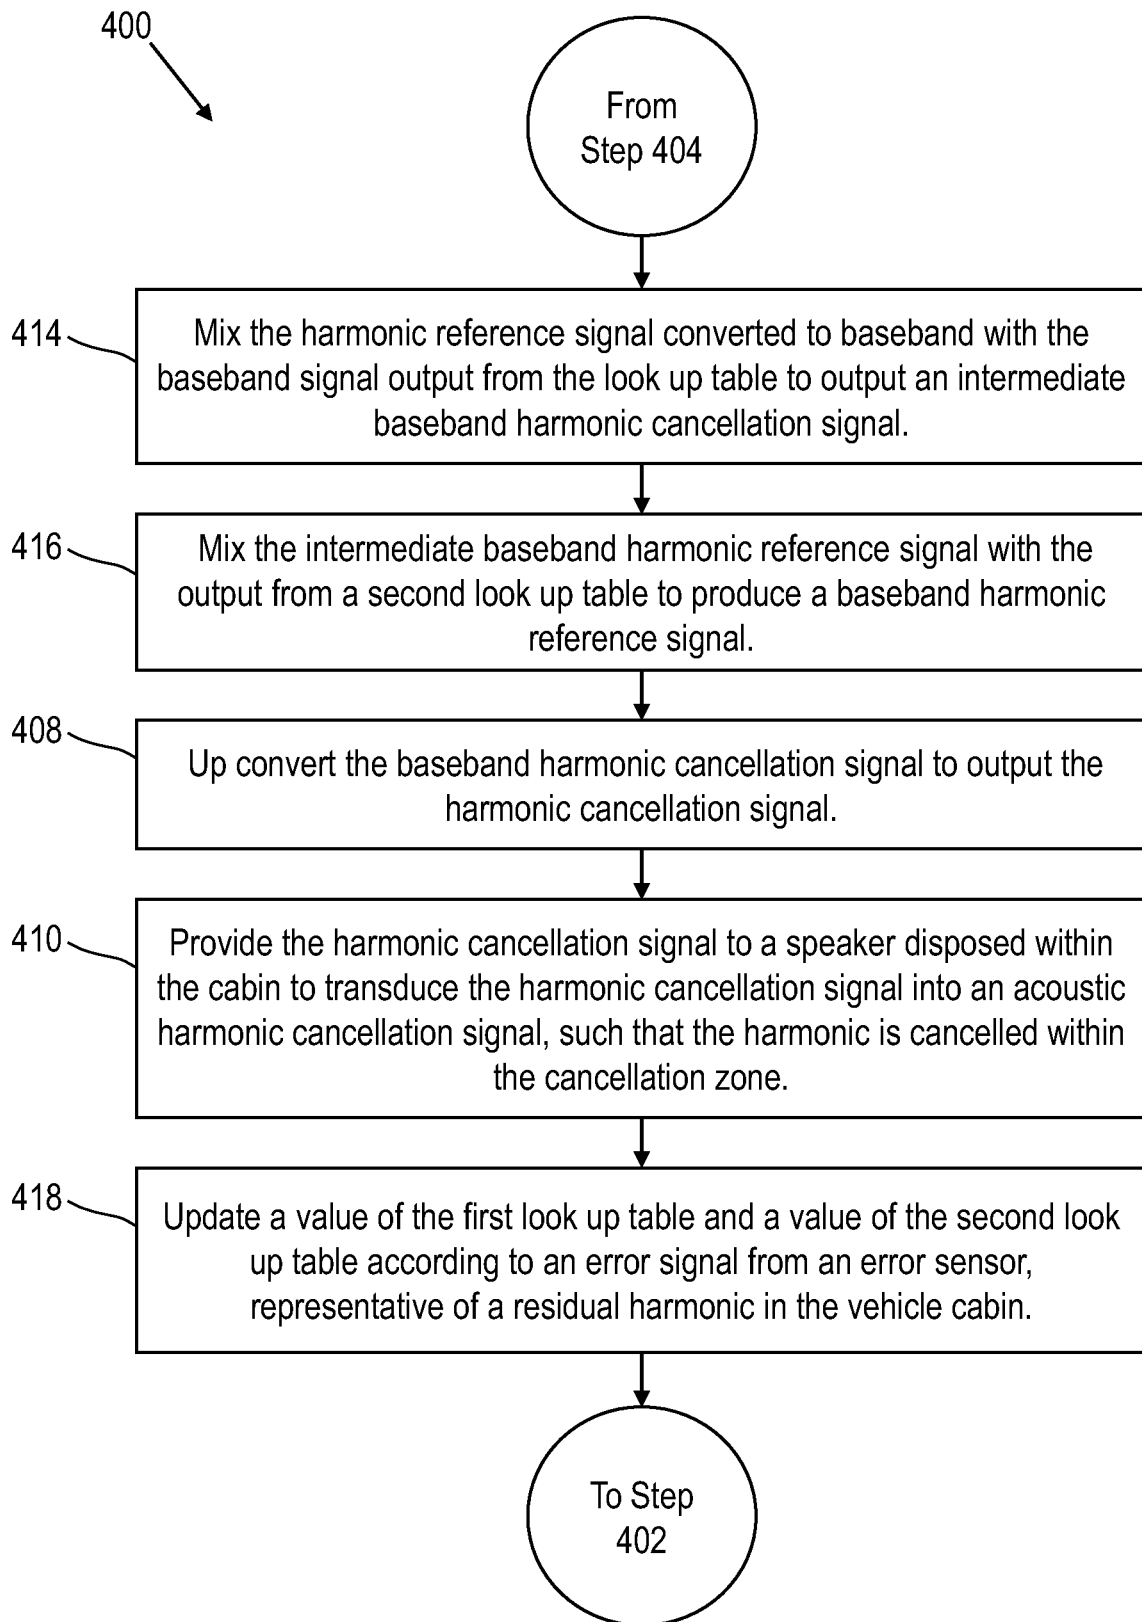 400
From
Step 404
414
Mix the harmonic reference signal converted to baseband with the
baseband signal output from the look up table to output an intermediate
baseband harmonic cancellation signal.
416
Mix the intermediate baseband harmonic reference signal with the
output from a second look up table to produce a baseband harmonic
reference signal.
408
Up convert the baseband harmonic cancellation signal to output the
harmonic cancellation signal.
410
Provide the harmonic cancellation signal to a speaker disposed within
the cabin to transduce the harmonic cancellation signal into an acoustic
harmonic cancellation signal, such that the harmonic is cancelled within
the cancellation zone.
418
Update a value of the first look up table and a value of the second look
up table according to an error signal from an error sensor,
representative of a residual harmonic in the vehicle cabin.
To Step
402